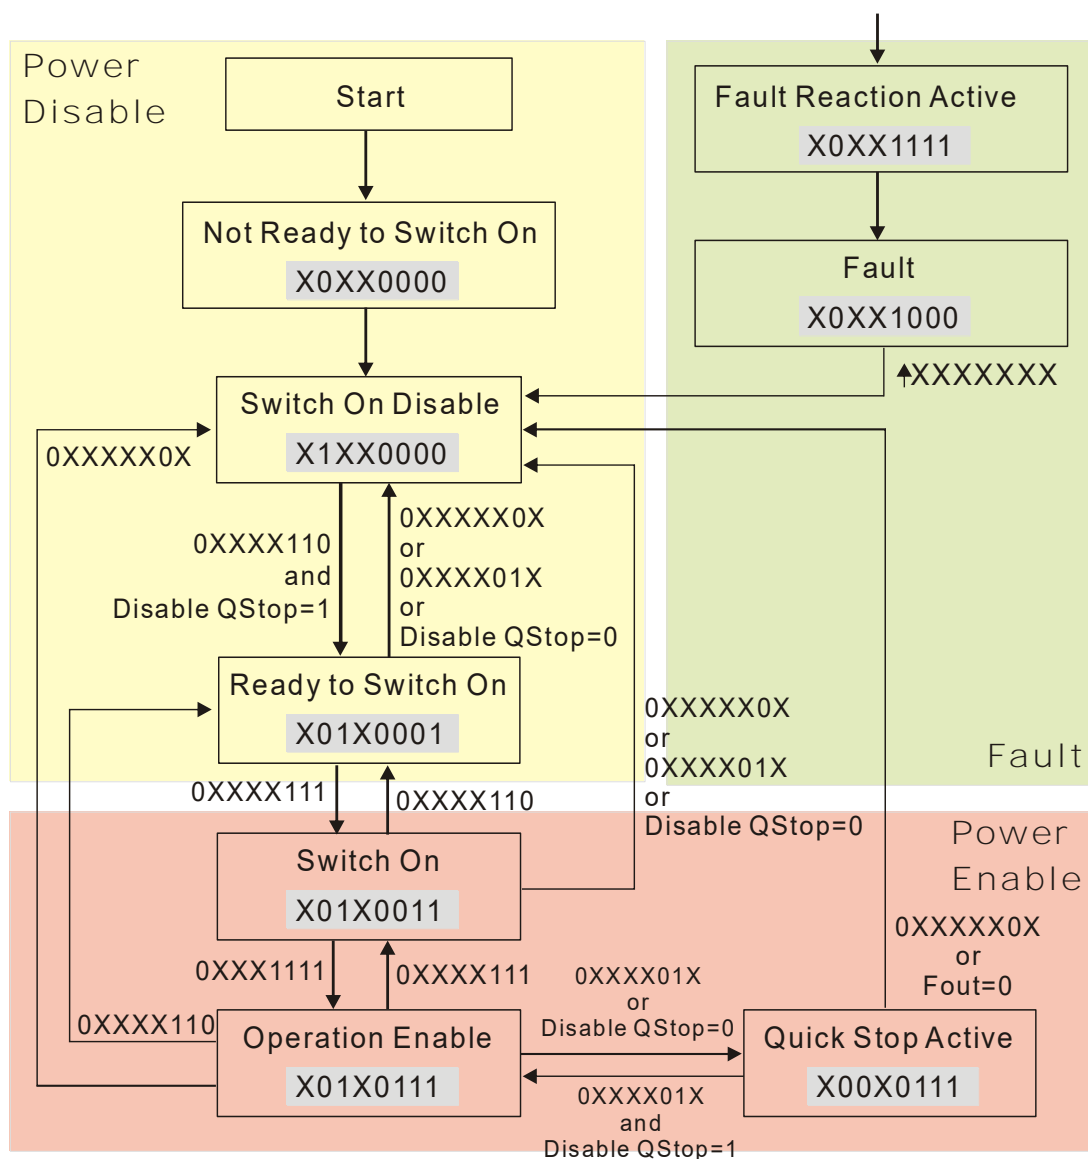 Power
Disable
Start
Not Ready to Switch On
X0XX0000
Switch On Disable
X1XX0000
0XXXXX0X
0XXXX110
and
Disable QStop=1
0XXXXX0X
or
0XXXX01X
or
Disable QStop=0
Ready to Switch On
X01X0001
0XXXX111
0XXXX110
Fault Reaction Active
X0XX1111
Fault
X0XX1000
XXXXXXX
Fault
0XXXXX0X
or
0XXXX01X
or
Disable QStop=0
Power
Enable
Switch On
X01X0011
0XXX1111
0XXXX111
0XXXX110
Operation Enable
X01X0111
0XXXX01X
or
Disable QStop=0
0XXXX01X
and
Disable QStop=1
0XXXXX0X
or
Fout=0
Quick Stop Active
X00X0111